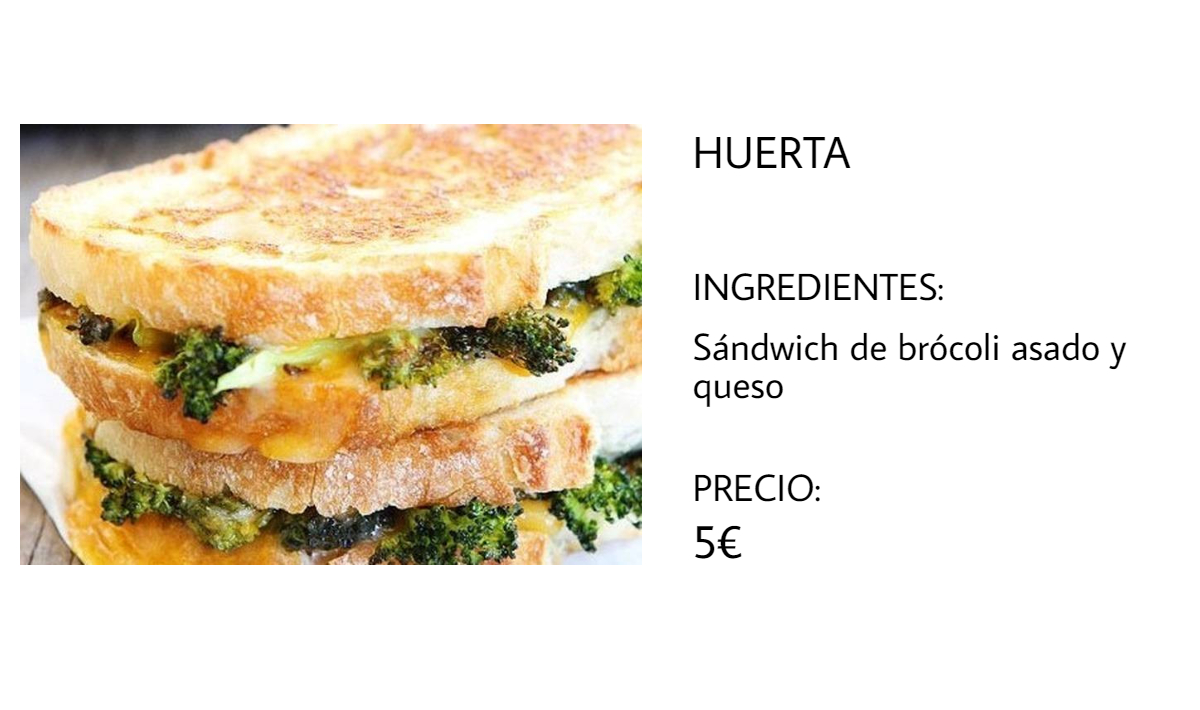 HUERTA
INGREDIENTES:
Sándwich de brócoli asado y
queso
PRECIO:
5€